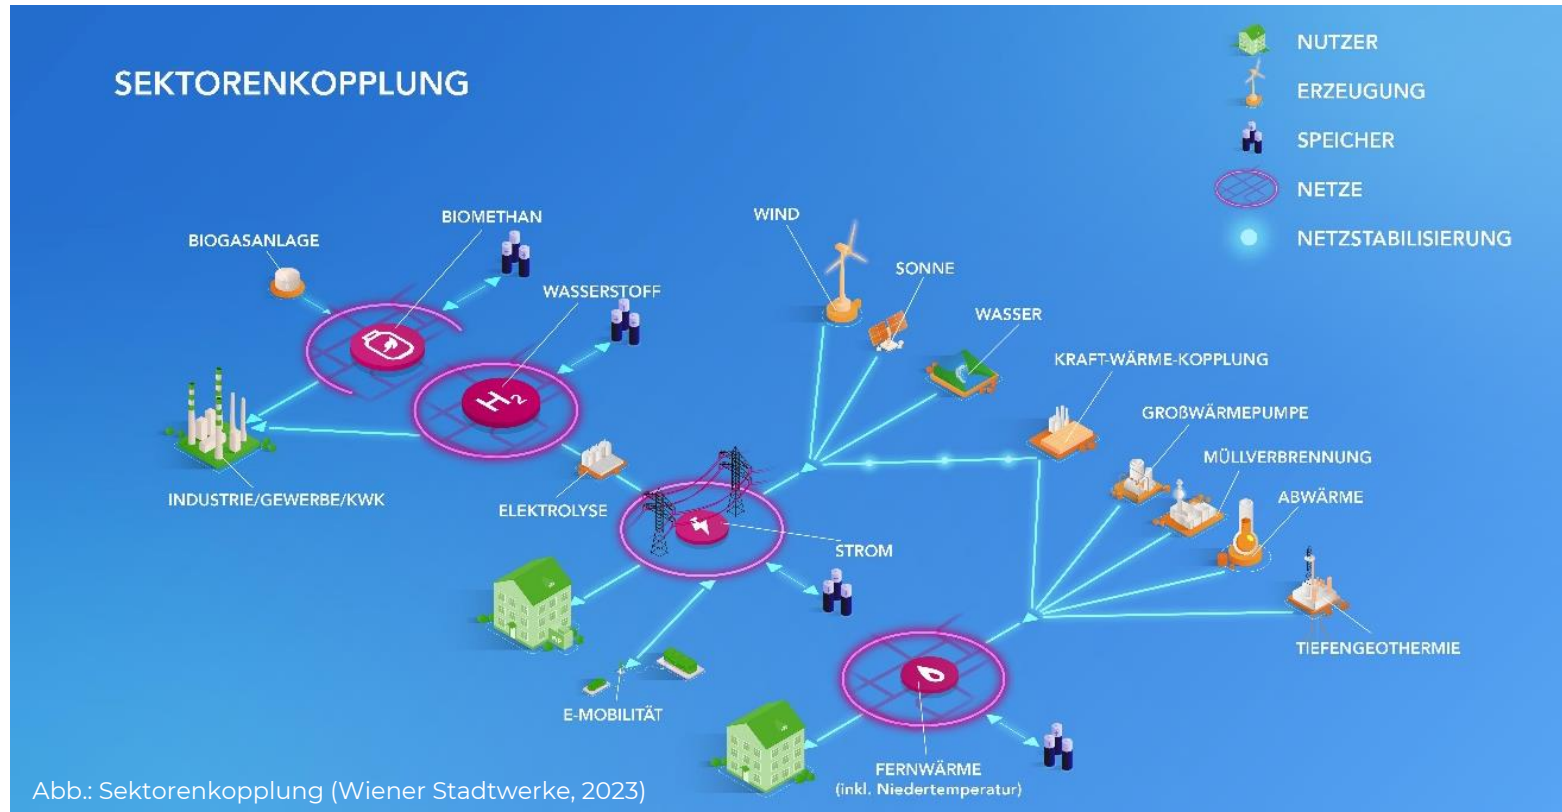 SEKTORENKOPPLUNG
NUTZER
ERZEUGUNG
SPEICHER
NETZE
NETZSTABILISIERUNG
BIOMETHAN
BIOGASANLAGE
WASSERSTOFF
WIND
SONNE
WASSER
KRAFT-WÄRME-KOPPLUNG
GROẞWÄRMEPUMPE
MÜLLVERBRENNUNG
ABWÄRME
TIEFENGEOTHERMIE
H2
INDUSTRIE/GEWERBE/KWK
ELEKTROLYSE
STROM
E-MOBILITÄT
FERNWÄRME
(inkl. Niedertemperatur)
Abb.: Sektorenkopplung (Wiener Stadtwerke, 2023)